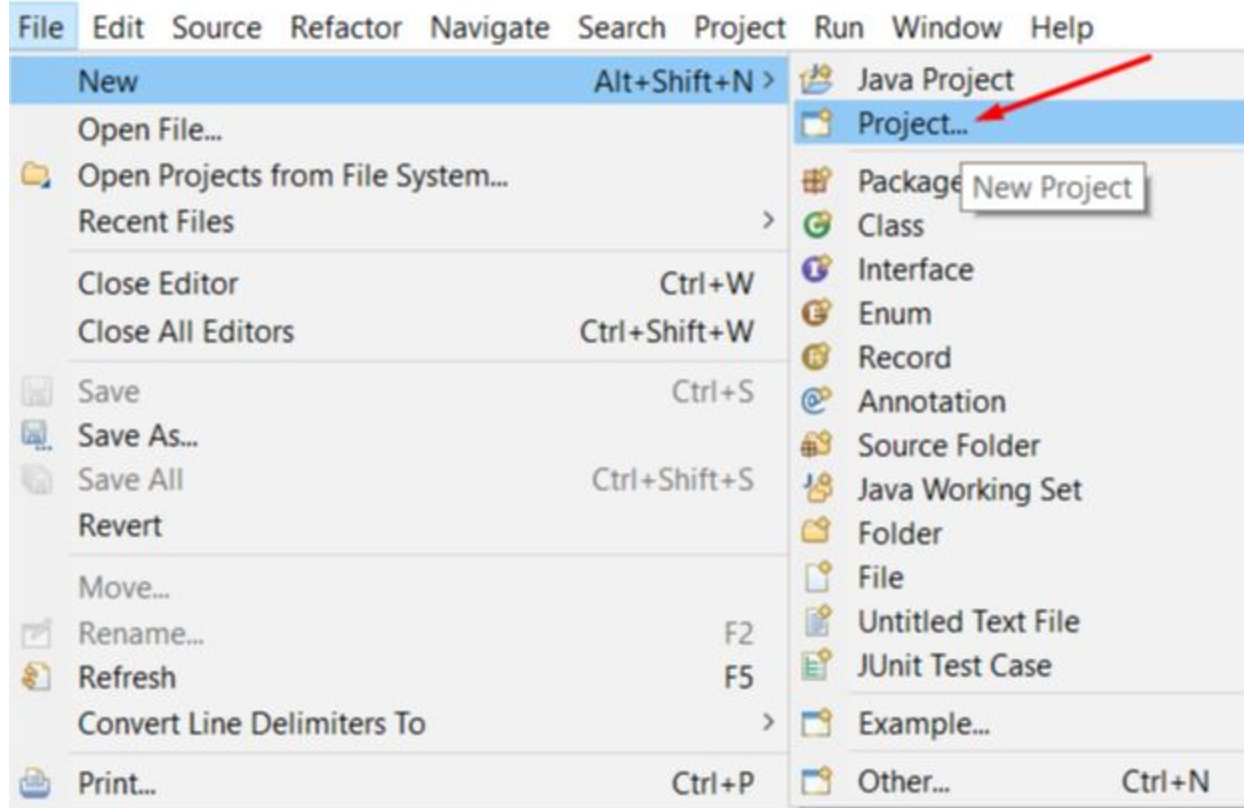 File Edit Source Refactor Navigate Search Project Run Window Help
New Alt+Shift+N >
Open File...
Open Projects from File System...
Recent Files >
Close Editor Ctrl+W
Close All Editors Ctrl+Shift+W
Save Ctrl+S
Save As...
Save All Ctrl+Shift+S
Revert
Move...
Rename... F2
Refresh F5
Convert Line Delimiters To >
Print... Ctrl+P
Java Project
Project...
Package
New Project
Class
Interface
Enum
Record
Annotation
Source Folder
Java Working Set
Folder
File
Untitled Text File
JUnit Test Case
Example...
Other... Ctrl+N